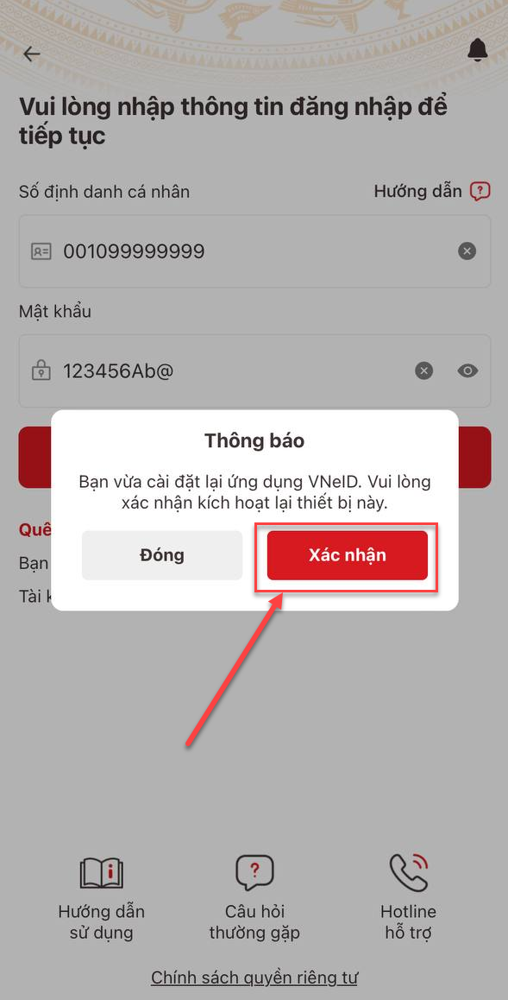 Vui lòng nhập thông tin đăng nhập để
tiếp tục
Số định danh cá nhân
Hướng dẫn
001099999999
Mật khẩu
123456Ab@
Thông báo
Bạn vừa cài đặt lại ứng dụng VNeID. Vui lòng
xác nhận kích hoạt lại thiết bị này.
Đóng
Xác nhận
Quê
Bạn
Tài k
Hướng dẫn
sử dụng
Câu hỏi
thường gặp
Hotline
hỗ trợ
Chính sách quyền riêng tư